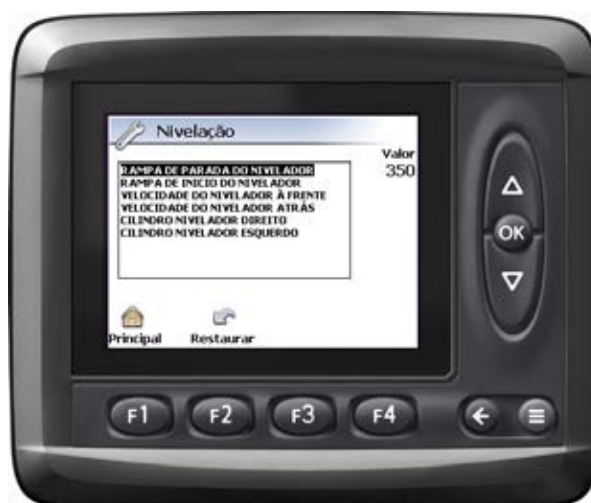 Nivelação
Valor
350
RAMPA DE PARADA DO NIVELADOR
RAMPA DE INICIO DO NIVELADOR
VELOCIDADE DO NIVELADOR À FRENTE
VELOCIDADE DO NIVELADOR ATRÁS
CILINDRO NIVELADOR DIREITO
CILINDRO NIVELADOR ESQUERDO
Principal Restaurar
OK
F1 F2 F3 F4